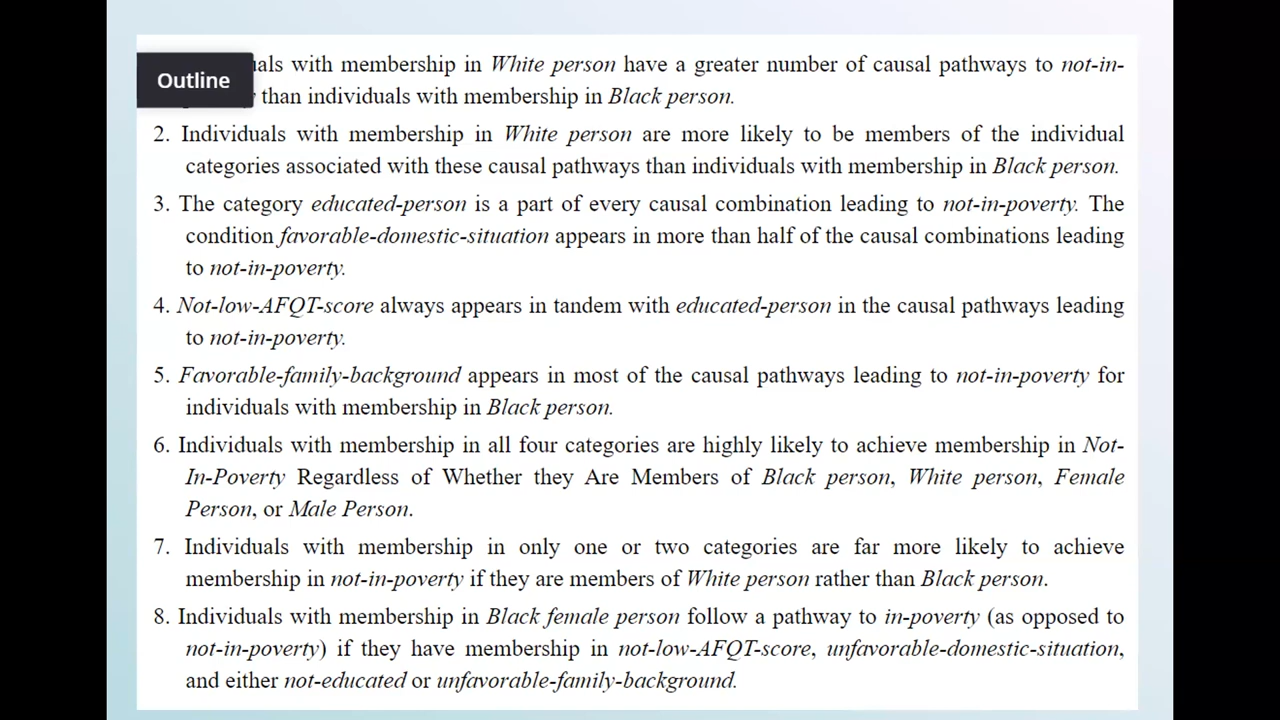 Outline
als with membership in White person have a greater number of causal pathways to not-in-
than individuals with membership in Black person.
2. Individuals with membership in White person are more likely to be members of the individual
categories associated with these causal pathways than individuals with membership in Black person.
3. The category educated-person is a part of every causal combination leading to not-in-poverty. The
condition favorable-domestic-situation appears in more than half of the causal combinations leading
to not-in-poverty.
4. Not-low-AFQT-score always appears in tandem with educated-person in the causal pathways leading
to not-in-poverty.
5. Favorable-family-background appears in most of the causal pathways leading to not-in-poverty for
individuals with membership in Black person.
6. Individuals with membership in all four categories are highly likely to achieve membership in Not-
In-Poverty Regardless of Whether they Are Members of Black person, White person, Female
Person, or Male Person.
7. Individuals with membership in only one or two categories are far more likely to achieve
membership in not-in-poverty if they are members of White person rather than Black person.
8. Individuals with membership in Black female person follow a pathway to in-poverty (as opposed to
not-in-poverty) if they have membership in not-low-AFQT-score, unfavorable-domestic-situation,
and either not-educated or unfavorable-family-background.